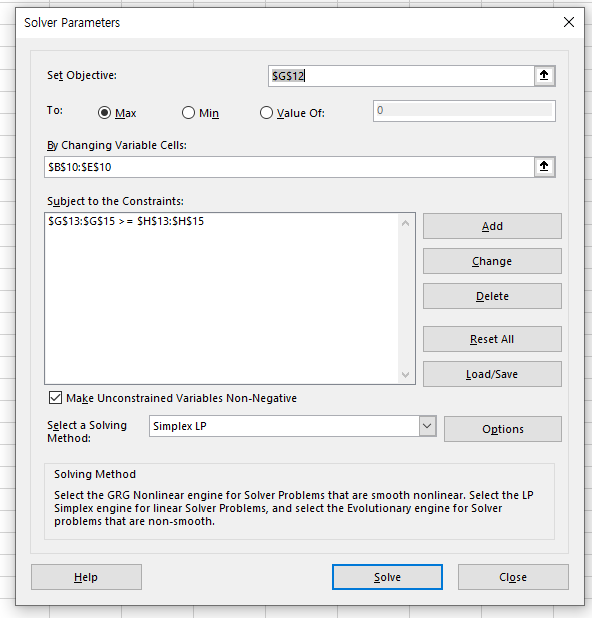 Solver Parameters
Set Objective:
$G$12
To:
Max
Min
Value Of:
0
By Changing Variable Cells:
$B$10:$E$10
Subject to the Constraints:
$G$13:$G$15 >= $H$13:$H$15
Add
Change
Delete
Reset All
Load/Save
Make Unconstrained Variables Non-Negative
Select a Solving
Method:
Simplex LP
Options
Solving Method
Select the GRG Nonlinear engine for Solver Problems that are smooth nonlinear. Select the LP
Simplex engine for linear Solver Problems, and select the Evolutionary engine for Solver
problems that are non-smooth.
Help
Solve
Close